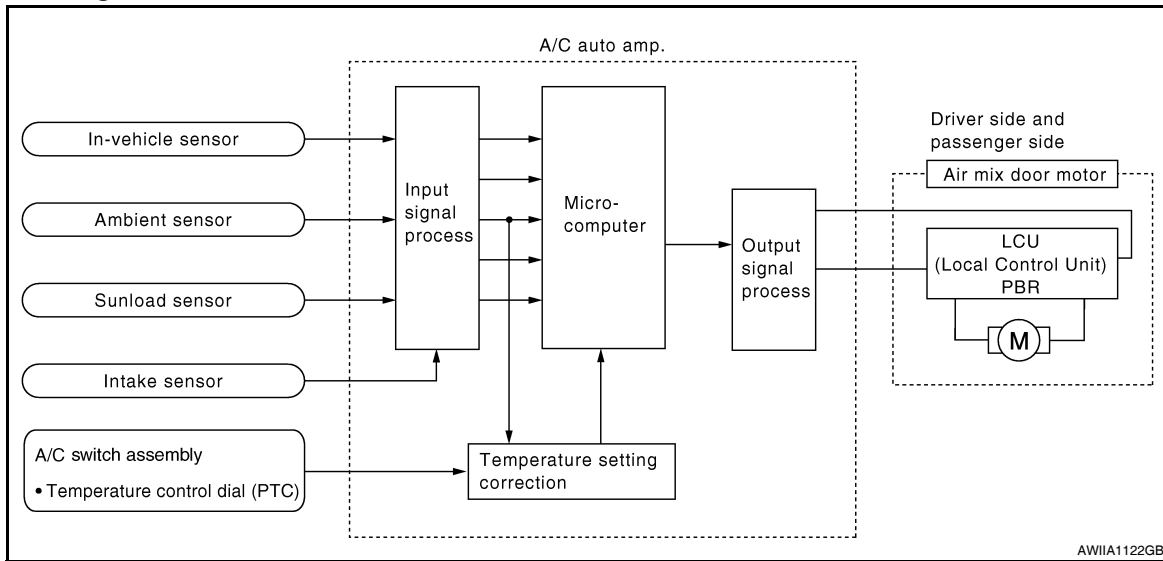 A/C auto amp.
In-vehicle sensor
Ambient sensor
Sunload sensor
Intake sensor
A/C switch assembly
• Temperature control dial (PTC)
Input
signal
process
Micro-
computer
Temperature setting
correction
Output
signal
process
Driver side and
passenger side
Air mix door motor
LCU
(Local Control Unit)
PBR
M
AWIIA1122GB